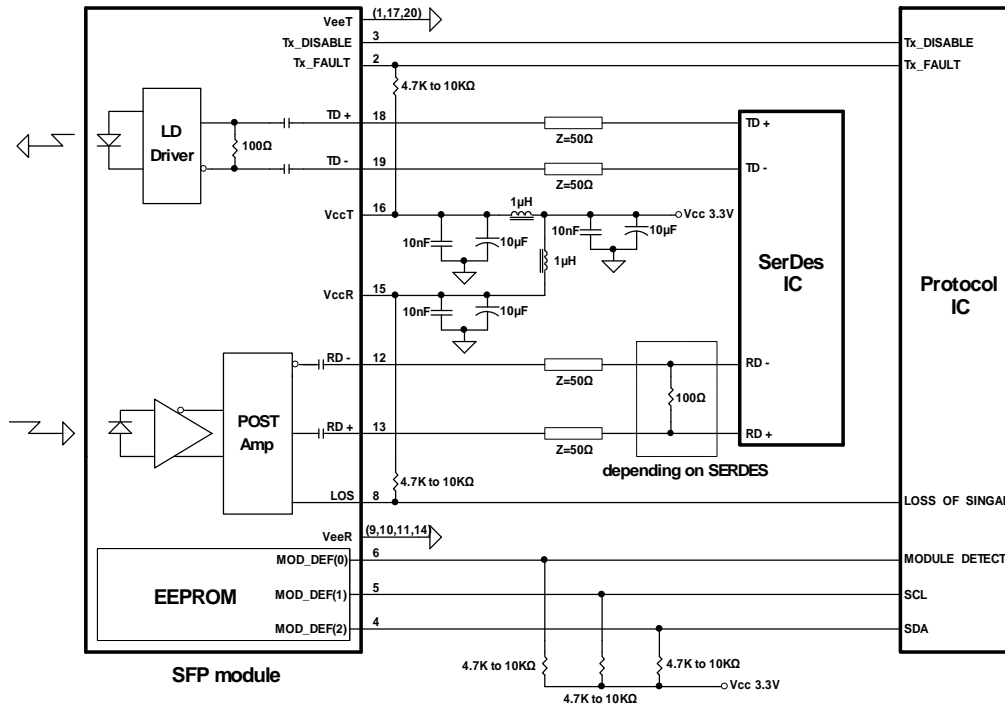 VeeT (1,17,20)
Tx_DISABLE 3 Tx_DISABLE
Tx_FAULT 2 Tx_FAULT
4.7K to 10KΩ
LD Driver
100Ω
TD + 18 Z=50Ω TD +
TD - 19 Z=50Ω TD -
1µH
VccT 16 Vcc 3.3V
10nF 10µF 10nF 10µF
1µH
SerDes IC
Protocol IC
VccR 15
10nF 10µF
RD - 12 Z=50Ω RD -
POST Amp
100Ω
RD + 13 Z=50Ω RD +
depending on SERDES
4.7K to 10KΩ
LOS 8 LOSS OF SINGAL
VeeR (9,10,11,14)
EEPROM
MOD_DEF(0) 6 MODULE DETECT
MOD_DEF(1) 5 SCL
MOD_DEF(2) 4 SDA
4.7K to 10KΩ 4.7K to 10KΩ
4.7K to 10KΩ
Vcc 3.3V
SFP module